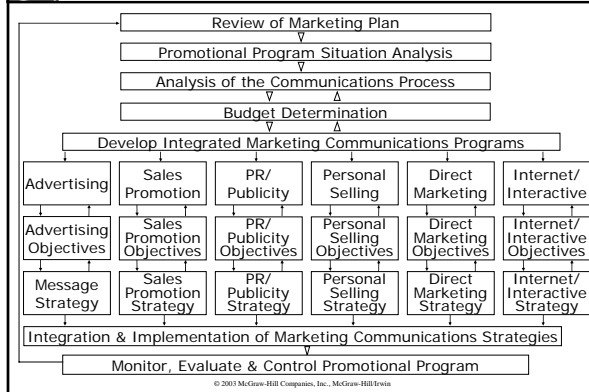 Review of Marketing Plan
Promotional Program Situation Analysis
Analysis of the Communications Process
Budget Determination
Develop Integrated Marketing Communications Programs
Advertising
Sales
Promotion
PR/
Publicity
Personal
Selling
Direct
Marketing
Internet/
Interactive
Advertising
Objectives
Sales
Promotion
Objectives
PR/
Publicity
Objectives
Personal
Selling
Objectives
Direct
Marketing
Objectives
Internet/
Interactive
Objectives
Message
Strategy
Sales
Promotion
Strategy
PR/
Publicity
Strategy
Personal
Selling
Strategy
Direct
Marketing
Strategy
Internet/
Interactive
Strategy
Integration & Implementation of Marketing Communications Strategies
Monitor, Evaluate & Control Promotional Program
© 2003 McGraw-Hill Companies, Inc., McGraw-Hill/Irwin